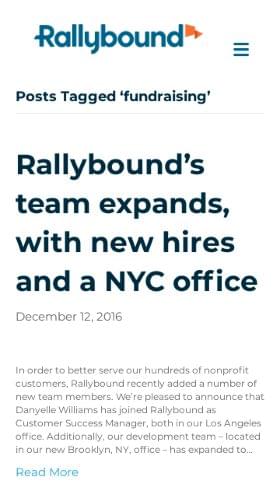 Rallybound
Posts Tagged ‘fundraising’
Rallybound’s
team expands,
with new hires
and a NYC office
December 12, 2016
In order to better serve our hundreds of nonprofit
customers, Rallybound recently added a number of
new team members. We’re pleased to announce that
Danyelle Williams has joined Rallybound as
Customer Success Manager, both in our Los Angeles
office. Additionally, our development team – located
in our new Brooklyn, NY, office – has expanded to...
Read More